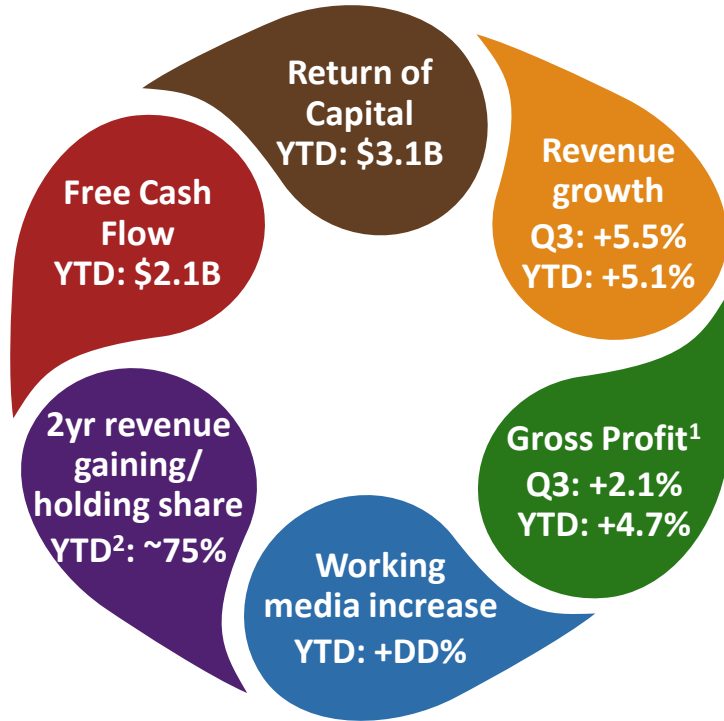 Return of
Capital
YTD: $3.1B
Revenue
growth
Q3: +5.5%
YTD: +5.1%
Gross Profit¹
Q3: +2.1%
YTD: +4.7%
Working
media increase
YTD: +DD%
2yr revenue
gaining/
holding share
YTD²: ~75%
Free Cash
Flow
YTD: $2.1B